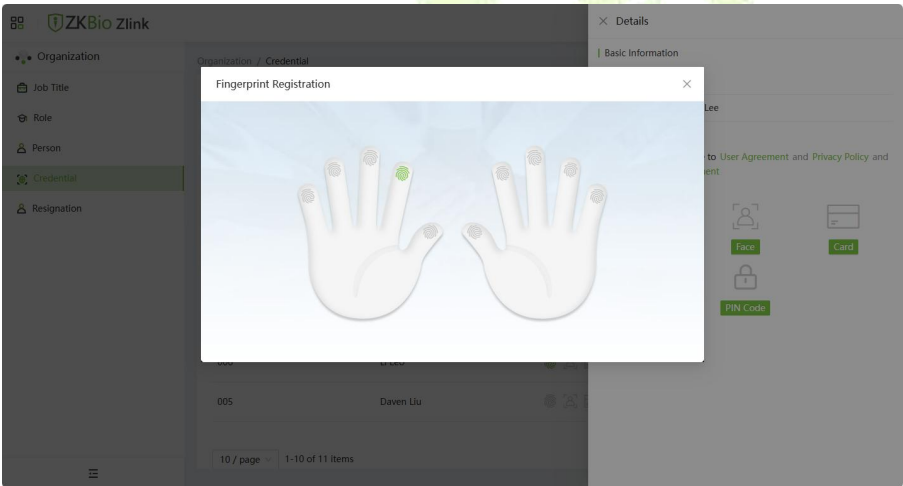 ZKBio Zlink
Details
Organization
Basic Information
Organization / Credential
Fingerprint Registration
Job Title
Lee
Role
Person
to User Agreement and Privacy Policy and
Credential
Resignation
Face
Card
PIN Code
005
Daven Liu
10 / page
1-10 of 11 items